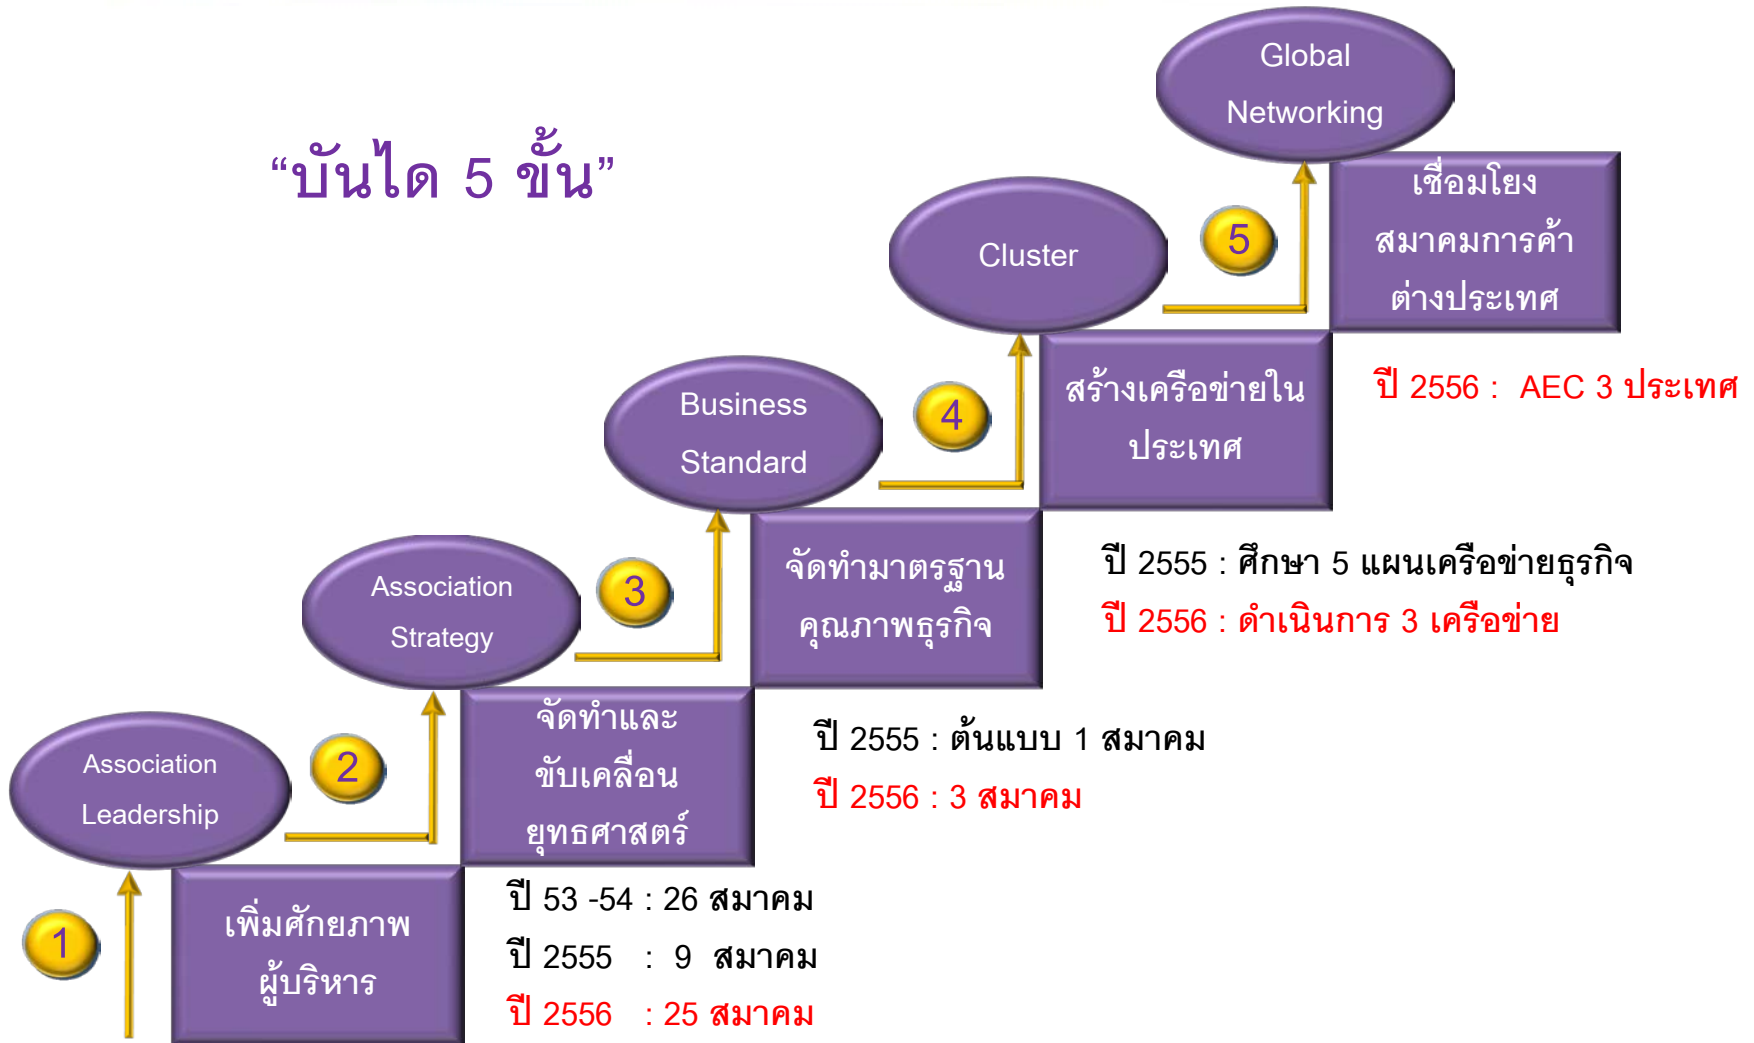 “บันได 5 ขั้น”
Global
Networking
5
เชื่อมโยง
สมาคมการค้า
ต่างประเทศ
ปี 2556 : AEC 3 ประเทศ
Cluster
4
สร้างเครือข่ายใน
ประเทศ
ปี 2555 : ศึกษา 5 แผนเครือข่ายธุรกิจ
ปี 2556 : ดำเนินการ 3 เครือข่าย
Business
Standard
3
จัดทำมาตรฐาน
คุณภาพธุรกิจ
ปี 2555 : ต้นแบบ 1 สมาคม
ปี 2556 : 3 สมาคม
Association
Strategy
2
จัดทำและ
ขับเคลื่อน
ยุทธศาสตร์
ปี 53 -54 : 26 สมาคม
ปี 2555 : 9 สมาคม
ปี 2556 : 25 สมาคม
Association
Leadership
1
เพิ่มศักยภาพ
ผู้บริหาร